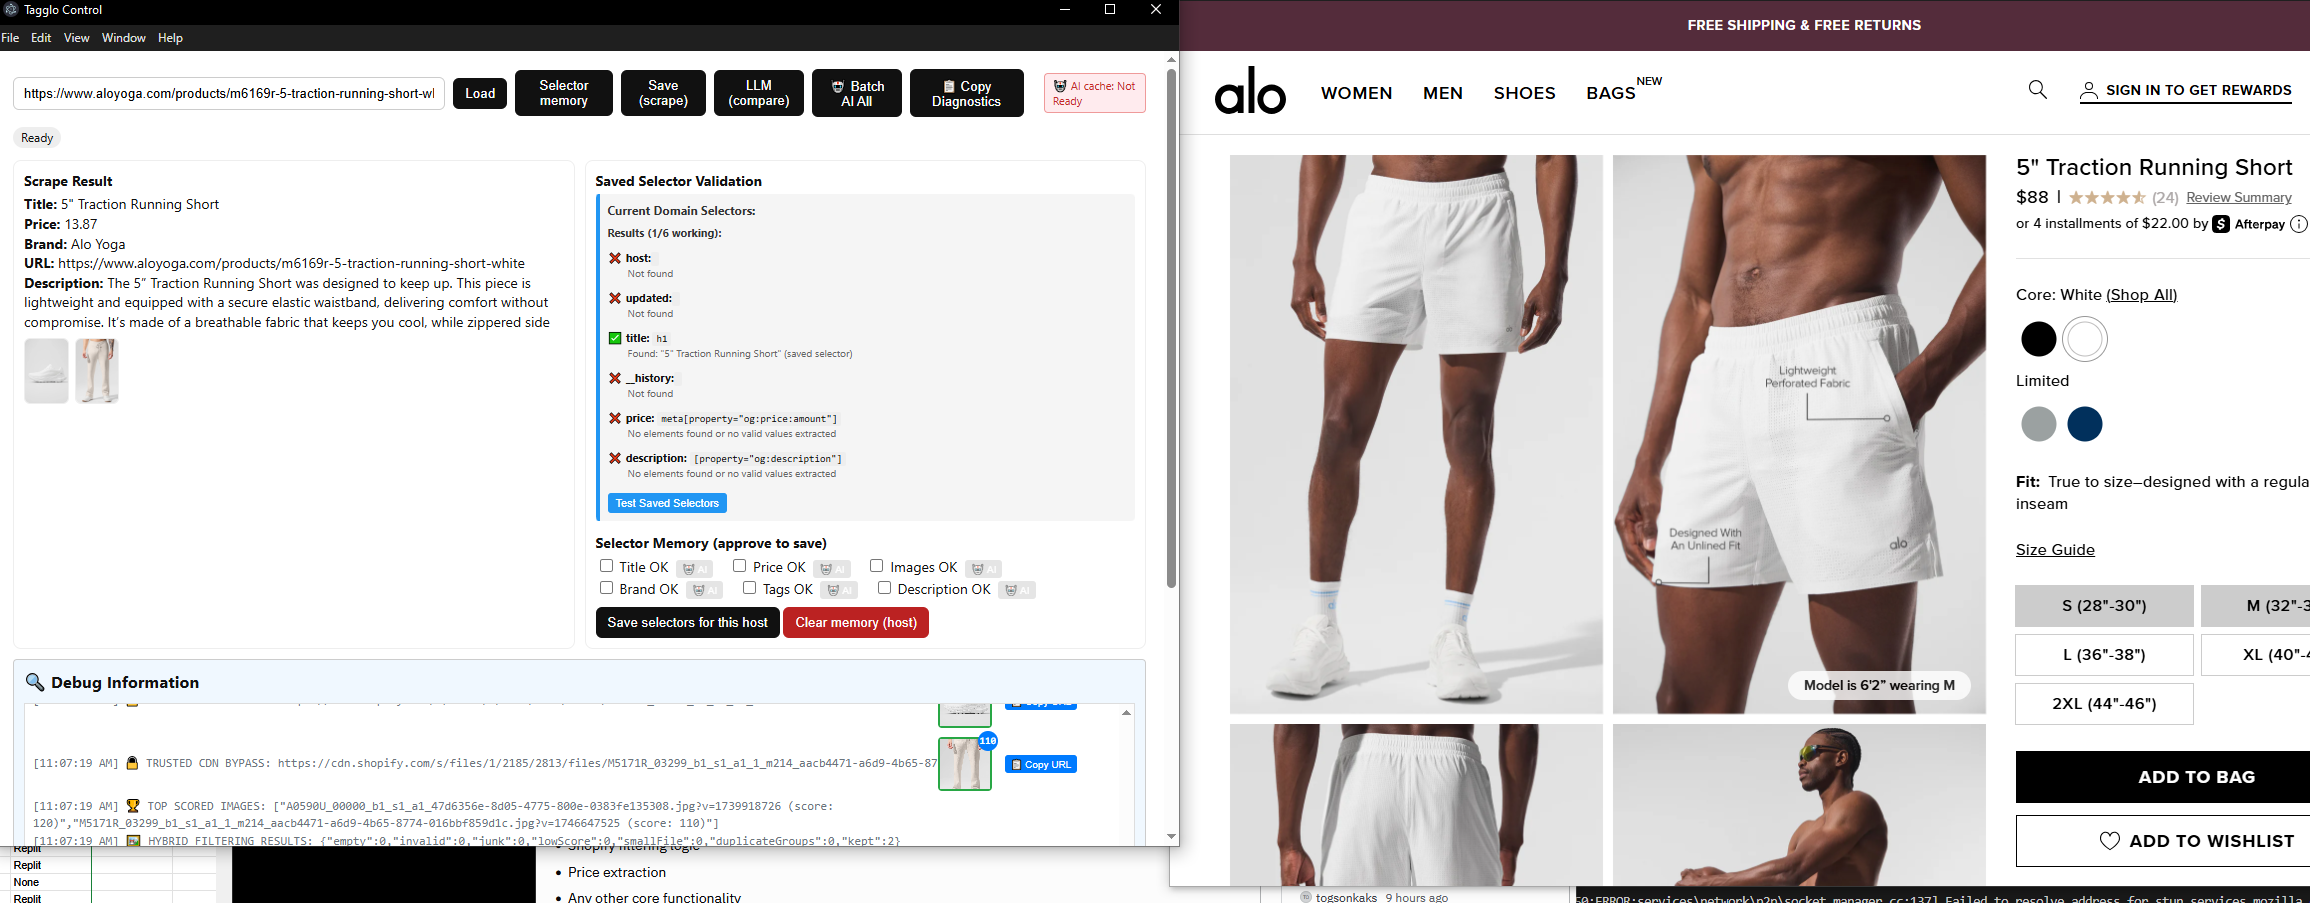 Tagglo Control
File Edit View Window Help
https://www.aloyoga.com/products/m6169r-5-traction-running-short-wl
Load
Selector memory
Save (scrape)
LLM (compare)
Batch AI All
Copy Diagnostics
AI cache: Not Ready
Ready
Scrape Result
Title: 5" Traction Running Short
Price: 13.87
Brand: Alo Yoga
URL: https://www.aloyoga.com/products/m6169r-5-traction-running-short-white
Description: The 5” Traction Running Short was designed to keep up. This piece is
lightweight and equipped with a secure elastic waistband, delivering comfort without
compromise. It’s made of a breathable fabric that keeps you cool, while zippered side
Saved Selector Validation
Current Domain Selectors:
Results (1/6 working):
host:
Not found
updated:
Not found
title: h1
Found: "5" Traction Running Short" (saved selector)
__history:
Not found
price: meta[property="og:price:amount"]
No elements found or no valid values extracted
description: [property="og:description"]
No elements found or no valid values extracted
Test Saved Selectors
Selector Memory (approve to save)
Title OK AI Price OK AI Images OK AI
Brand OK AI Tags OK AI Description OK AI
Save selectors for this host
Clear memory (host)
Debug Information
Copy URL
110
[11:07:19 AM] TRUSTED CDN BYPASS: https://cdn.shopify.com/s/files/1/2185/2813/files/M5171R_03299_b1_s1_a1_1_m214_aacb4471-a6d9-4b65-87
Copy URL
[11:07:19 AM] TOP SCORED IMAGES: ["A0590U_00000_b1_s1_a1_47d6356e-8d05-4775-800e-0383fe135308.jpg?v=1739918726 (score:
120)","M5171R_03299_b1_s1_a1_1_m214_aacb4471-a6d9-4b65-8774-016bbf859d1c.jpg?v=1746647525 (score: 110)"]
[11:07:19 AM] HYBRID FILTERING RESULTS: {"empty":0,"invalid":0,"junk":0,"lowScore":0,"smallFile":0,"duplicateGroups":0,"kept":2}
Replit
Replit
None
Replit
Shopify filtering logic
Price extraction
Any other core functionality
togsonkaks 9 hours ago
50:ERROR:services\network\p2p\socket_manager.cc:137] Failed to resolve address for stun.services.mozilla.
FREE SHIPPING & FREE RETURNS
alo
WOMEN MEN SHOES BAGS NEW
SIGN IN TO GET REWARDS
5" Traction Running Short
$88 | (24) Review Summary
or 4 installments of $22.00 by Afterpay
Core: White (Shop All)
Limited
Fit: True to size—designed with a regula
inseam
Size Guide
S (28"-30")
M (32"-3
L (36"-38")
XL (40"-4
2XL (44"-46")
ADD TO BAG
ADD TO WISHLIST
Lightweight
Perforated Fabric
Designed With
An Unlined Fit
alo
Model is 6'2” wearing M